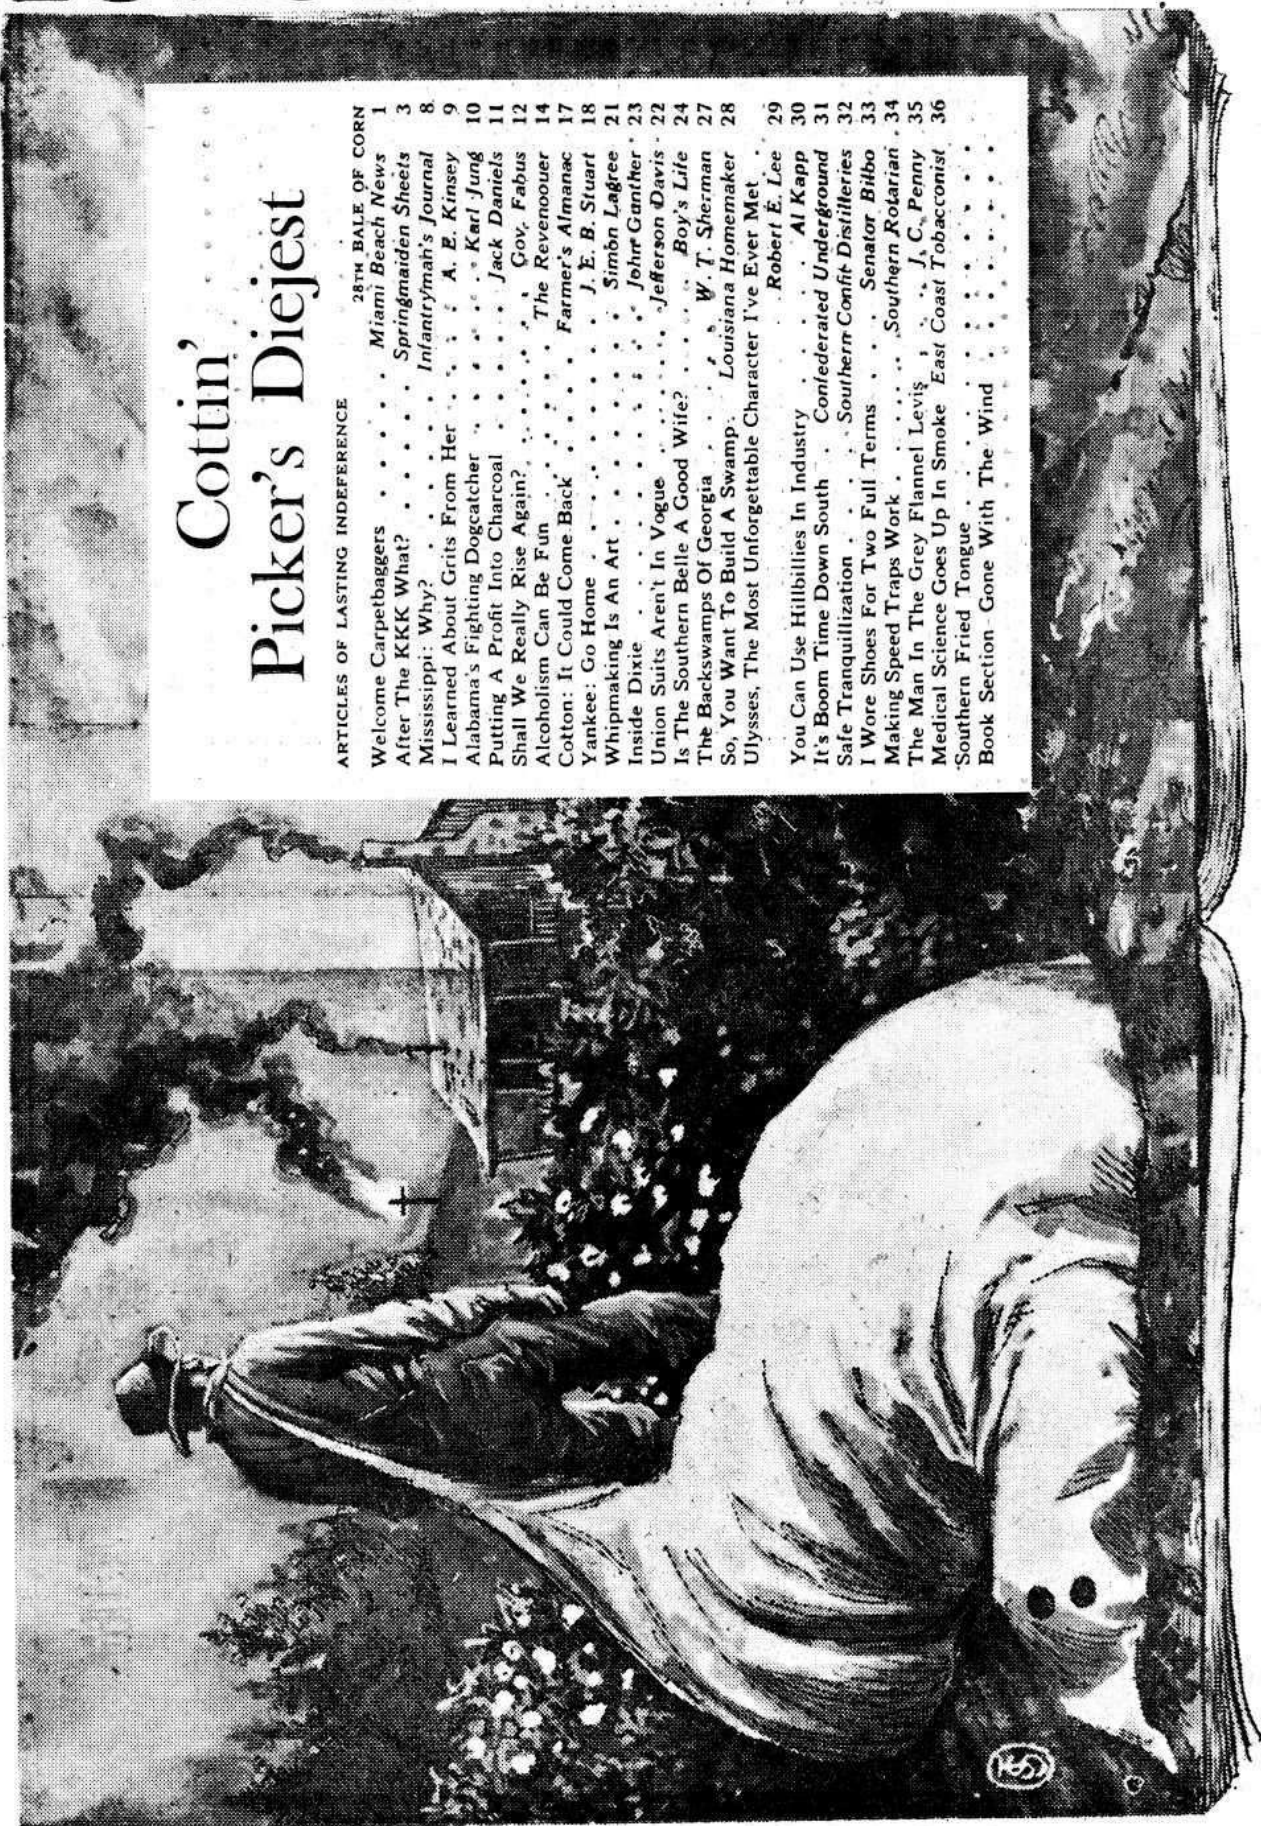 Cottin'
Picker's Diejest
ARTICLES OF LASTING INDEFERENCE 28TH BALE OF CORN
Welcome Carpetbaggers . . . . Miami Beach News 1
After The KKK What? . . . . . Springmaiden Sheets 3
Mississippi: Why? . . . . . . Infantryman's Journal 8
I Learned About Grits From Her . . . A. E. Kinsey 9
Alabama's Fighting Dogcatcher . . . . . Karl Jung 10
Putting A Profit Into Charcoal . . . . Jack Daniels 11
Shall We Really Rise Again? . . . . . . Gov. Fabus 12
Alcoholism Can Be Fun . . . . . The Revenoouer 14
Cotton: It Could Come Back . . . . Farmer's Almanac 17
Yankee: Go Home . . . . . . . . J. E. B. Stuart 18
Whipmaking Is An Art . . . . . . . Simon Lagree 21
Inside Dixie . . . . . . . . . . John Gunther 23
Union Suits Aren't In Vogue . . . . Jefferson Davis 22
Is The Southern Belle A Good Wife? . . . . Boy's Life 24
The Backswamps Of Georgia . . . . W. T. Sherman 27
So, You Want To Build A Swamp . Louisiana Homemaker 28
Ulysses, The Most Unforgettable Character I've Ever Met .
. Robert E. Lee 29
You Can Use Hillbillies In Industry . . . . . Al Kapp 30
It's Boom Time Down South . Confederated Underground 31
Safe Tranquillization . . . . Southern Confit Distilleries 32
I Wore Shoes For Two Full Terms . . . Senator Bilbo 33
Making Speed Traps Work . . . . . Southern Rotarian 34
The Man In The Grey Flannel Levis . . . J. C. Penny 35
Medical Science Goes Up In Smoke East Coast Tobacconist 36
Southern Fried Tongue . . . . . . . . . .
Book Section-Gone With The Wind . . . . . . . .